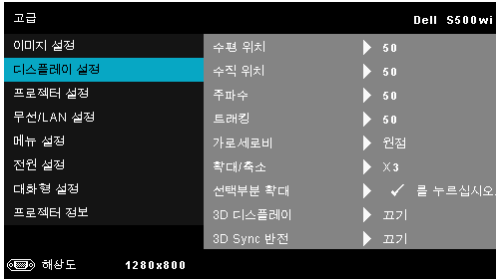 고급 Dell S500wi
이미지 설정 수평 위치 50
디스플레이 설정 수직 위치 50
프로젝터 설정 주파수 50
무선/LAN 설정 트래킹 50
메뉴 설정 가로세로비 원점
전원 설정 확대/축소 X3
대화형 설정 선택부분 확대 ✓ 를 누르십시오.
프로젝터 정보 3D 디스플레이 끄기
3D Sync 반전 끄기
해상도 1280x800